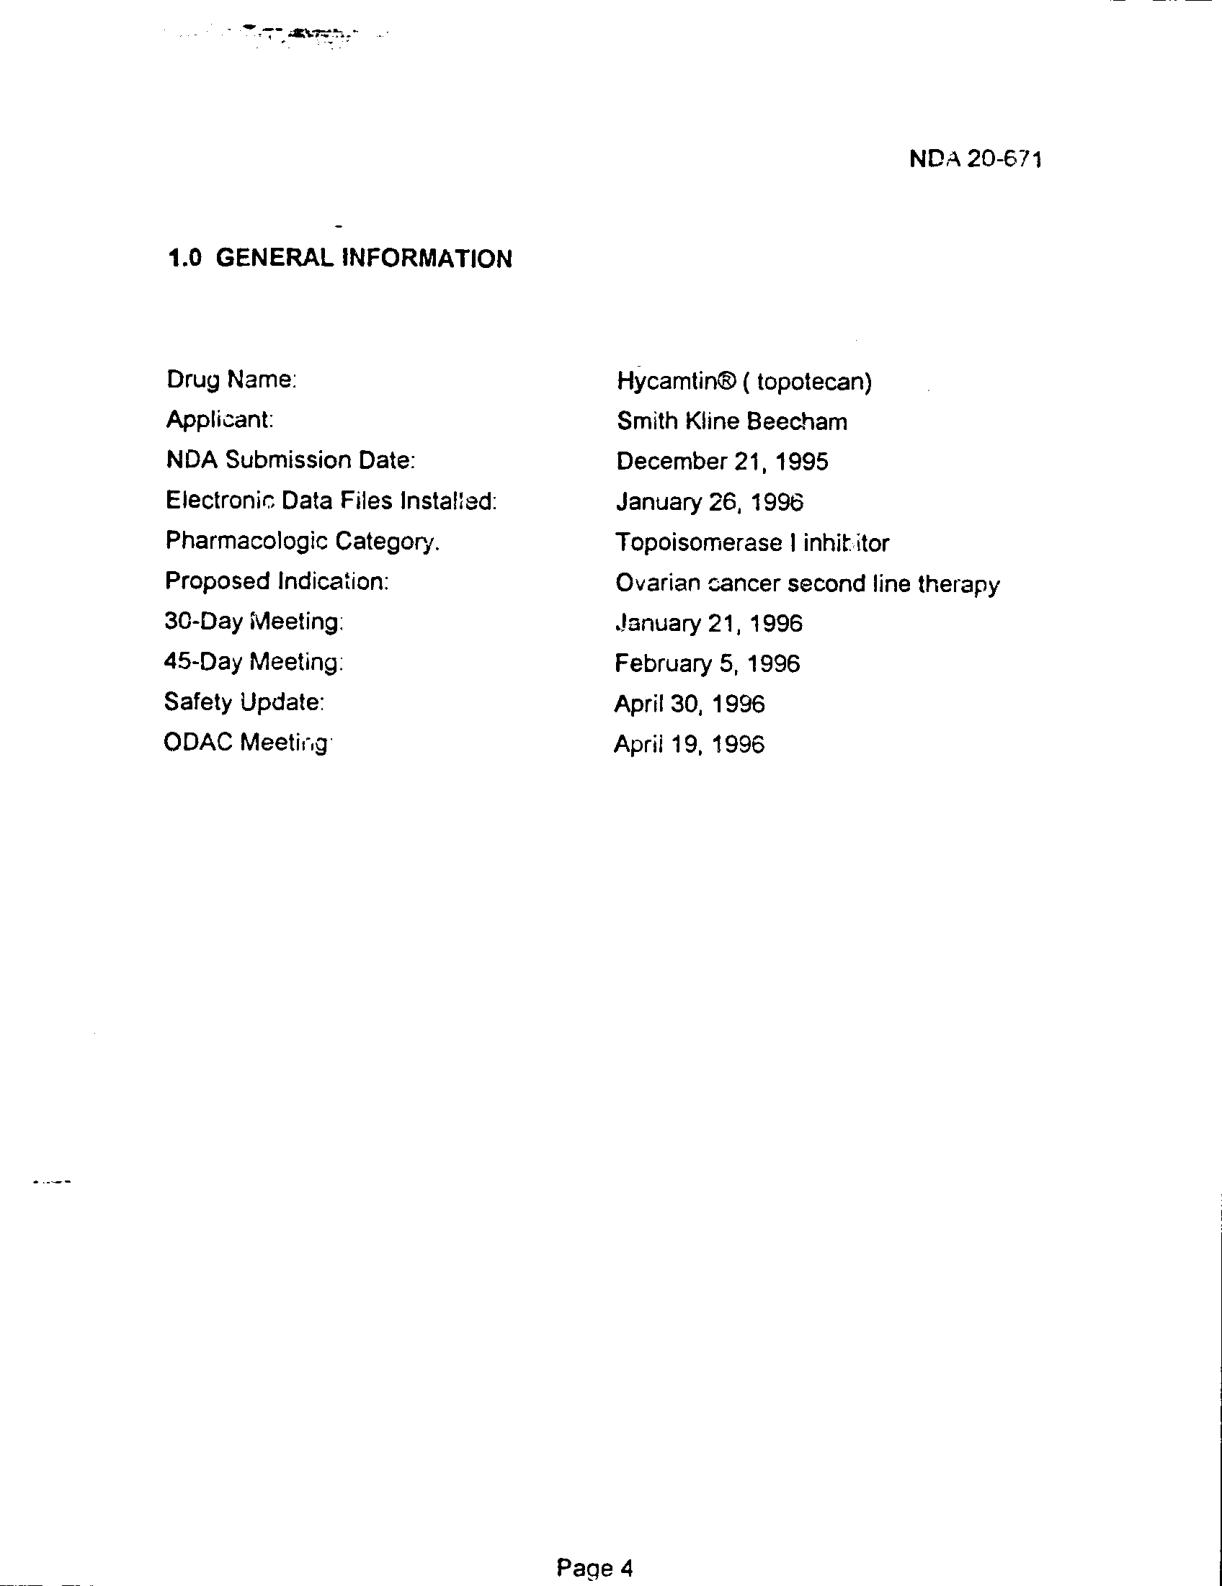 NDA 20-671
1.0 GENERAL INFORMATION
Drug Name: Hycamtin® ( topotecan)
Applicant: Smith Kline Beecham
NDA Submission Date: December 21, 1995
Electronic Data Files Installed: January 26, 1996
Pharmacologic Category. Topoisomerase I inhibitor
Proposed Indication: Ovarian cancer second line therapy
30-Day Meeting: January 21, 1996
45-Day Meeting: February 5, 1996
Safety Update: April 30, 1996
ODAC Meeting: April 19, 1996
Page 4